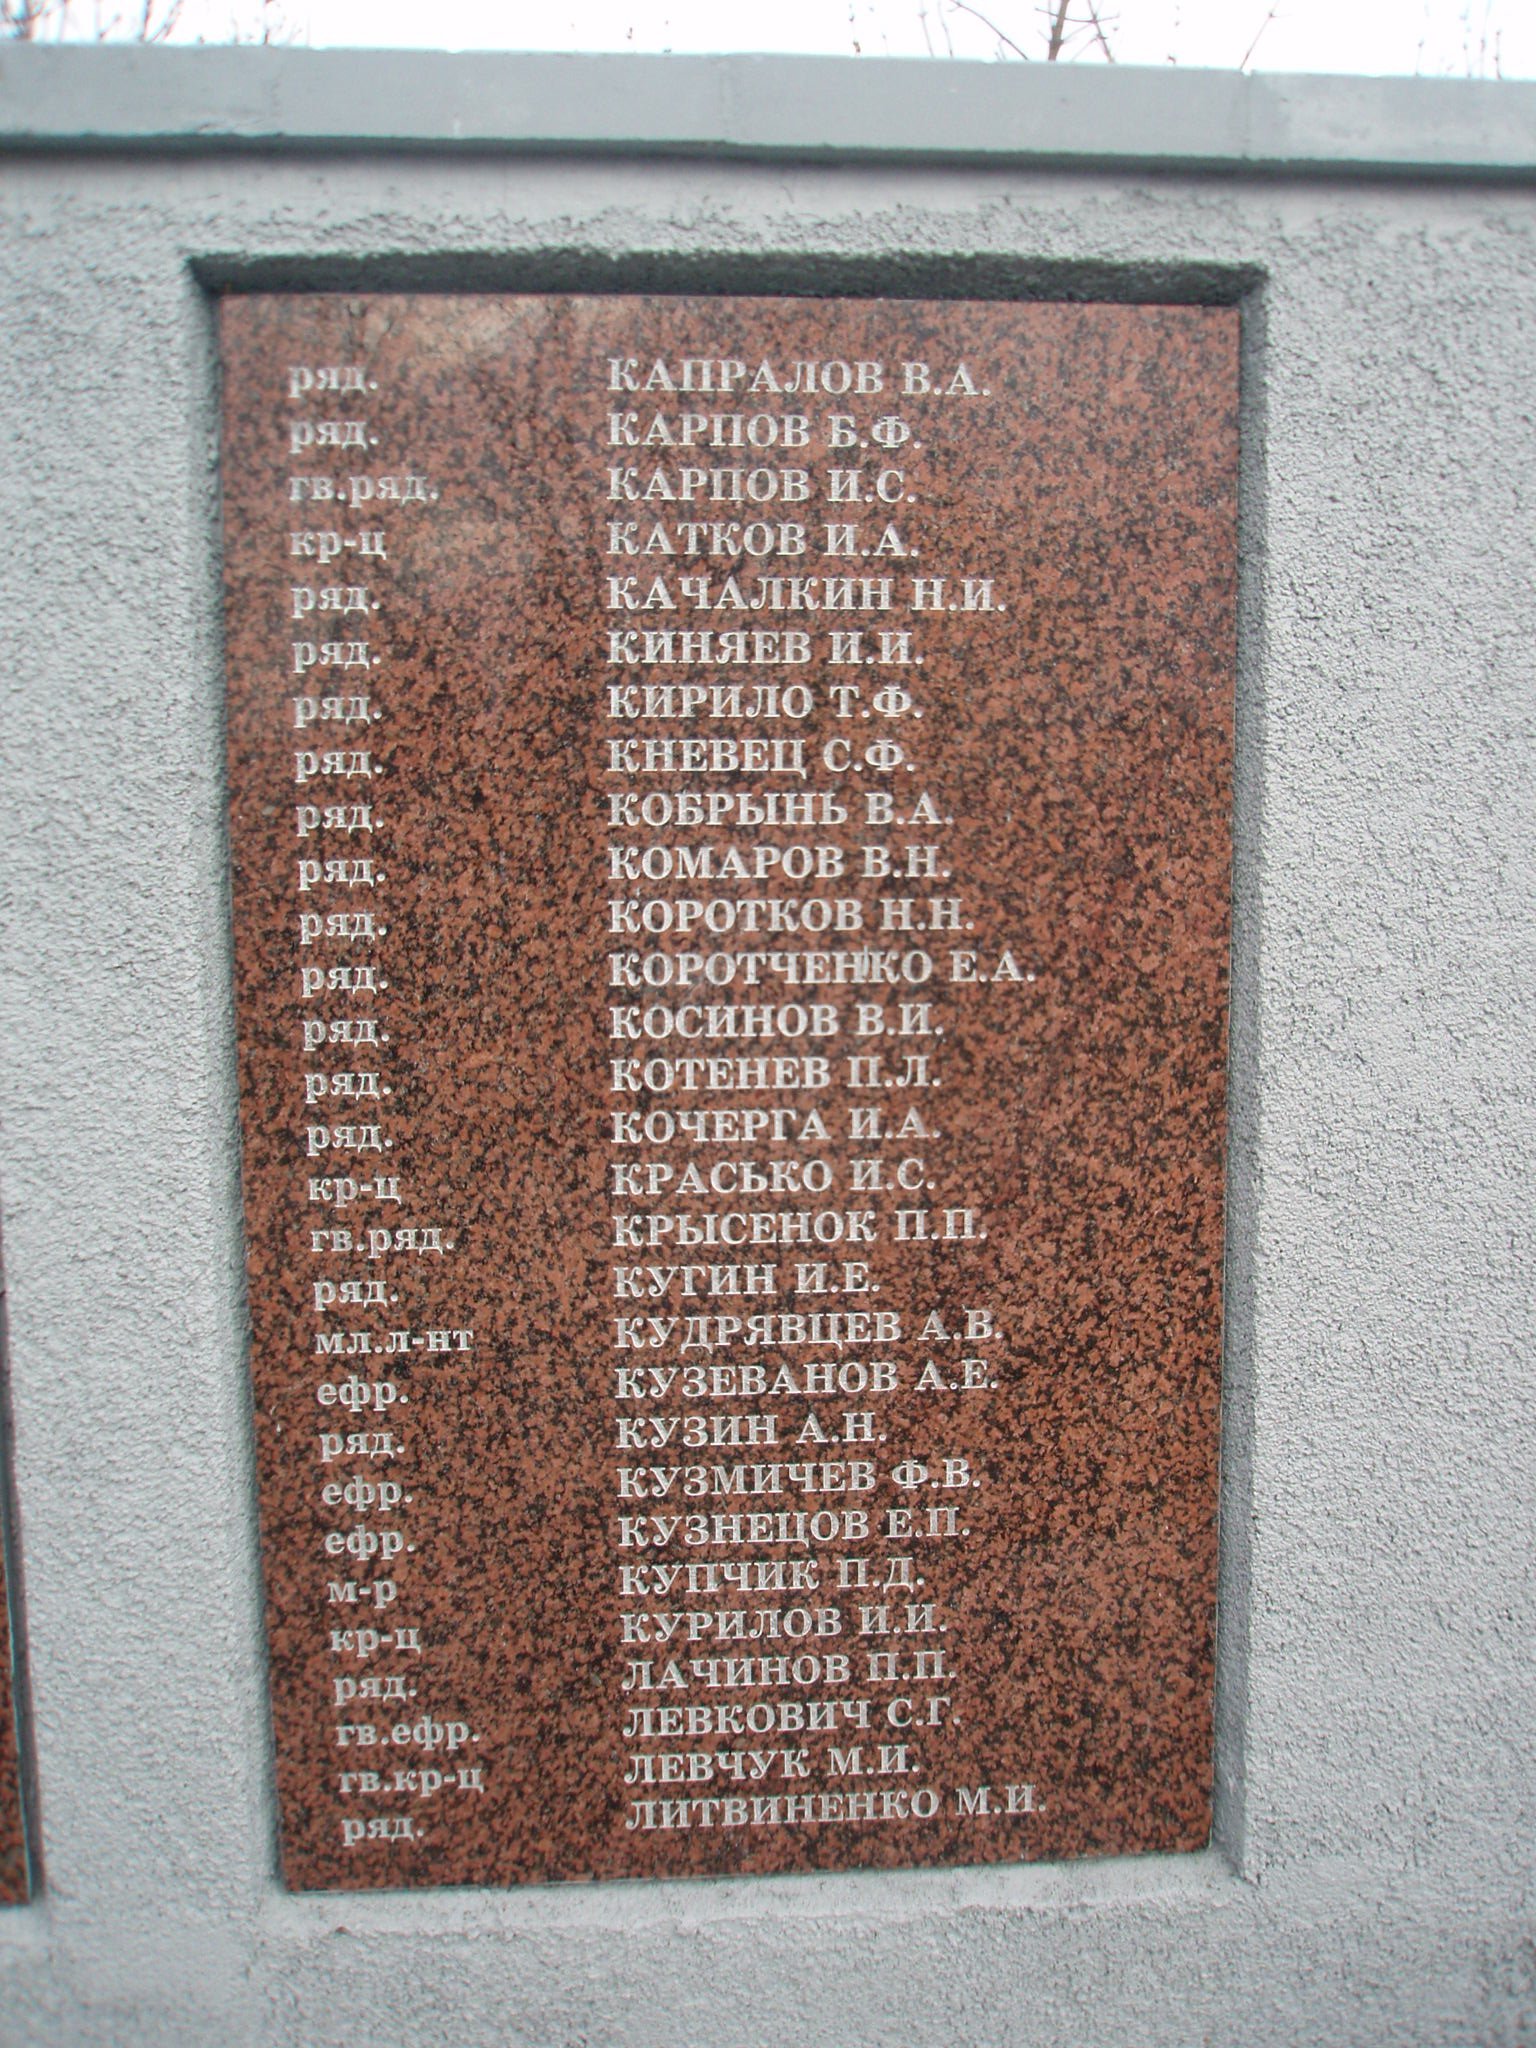 ряд. КАПРАЛОВ В.А.
ряд. КАРПОВ Б.Ф.
гв.ряд. КАРПОВ И.С.
кр-ц КАТКОВ И.А.
ряд. КАЧАЛКИН Н.И.
ряд. КИНЯЕВ И.И.
ряд. КИРИЛО Т.Ф.
ряд. КНЕВЕЦ С.Ф.
ряд. КОБРЫНЬ В.А.
ряд. КОМАРОВ В.Н.
ряд. КОРОТКОВ Н.Н.
ряд. КОРОТЧЕНКО Е.А.
ряд. КОСИНОВ В.И.
ряд. КОТЕНЕВ П.Л.
ряд. КОЧЕРГА И.А.
кр-ц КРАСЬКО И.С.
гв.ряд. КРЫСЕНОК П.П.
ряд. КУГИН И.Е.
мл.л-нт КУДРЯВЦЕВ А.В.
ефр. КУЗЕВАНОВ А.Е.
ряд. КУЗИН А.Н.
ефр. КУЗМИЧЕВ Ф.В.
ефр. КУЗНЕЦОВ Е.П.
м-р КУПЧИК П.Д.
кр-ц КУРИЛОВ И.И.
ряд. ЛАЧИНОВ П.П.
гв.ефр. ЛЕВКОВИЧ С.Г.
гв.кр-ц ЛЕВЧУК М.И.
ряд. ЛИТВИНЕНКО М.И.